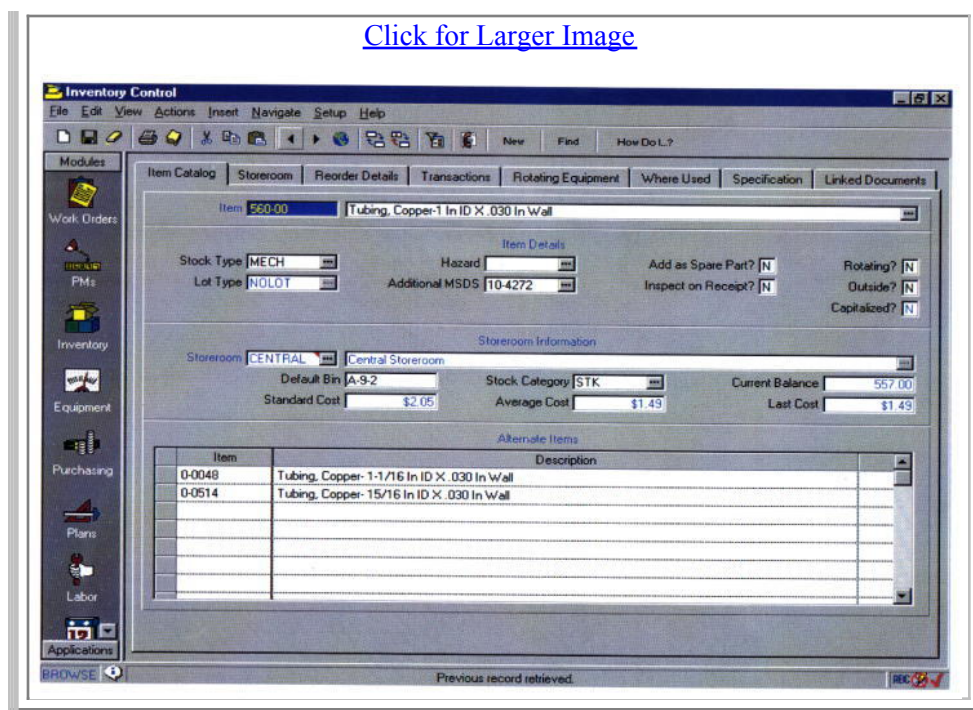 Click for Larger Image
Inventory Control
File Edit View Actions Insert Navigate Setup Help
New Find How Do I...?
Modules
Item Catalog Storeroom Reorder Details Transactions Rotating Equipment Where Used Specification Linked Documents
Item 560-00 Tubing, Copper-1 In ID X .030 In Wall
Work Orders
Item Details
Stock Type MECH Hazard Add as Spare Part? N Rotating? N
PMs
Lot Type NOLOT Additional MSDS 10-4272 Inspect on Receipt? N Outside? N
Capitalized? N
Inventory
Storeroom Information
Storeroom CENTRAL Central Storeroom
Default Bin A-9-2 Stock Category STK Current Balance 557.00
Equipment
Standard Cost $2.05 Average Cost $1.49 Last Cost $1.49
Alternate Items
Item Description
Purchasing
0-0048 Tubing, Copper- 1-1/16 In ID X .030 In Wall
0-0514 Tubing, Copper- 15/16 In ID X .030 In Wall
Plans
Labor
12
Applications
BROWSE Previous record retrieved. REC